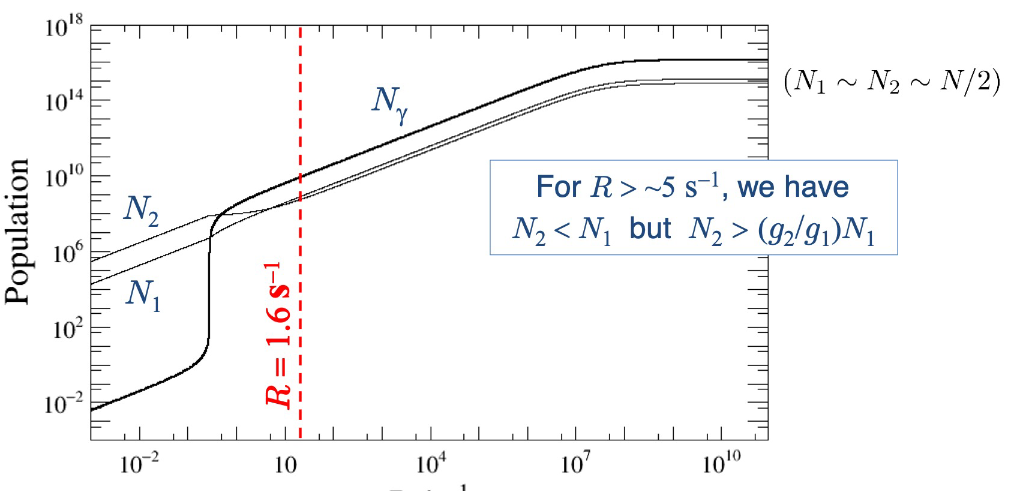 10^18
10^14
10^10
10^6
10^2
10^-2
Population
N_2
N_1
N_γ
R = 1.6 s^-1
(N_1 ∼ N_2 ∼ N/2)
For R > ~5 s^-1, we have
N_2 < N_1 but N_2 > (g_2/g_1)N_1
10^-2
10
10^4
10^7
10^10